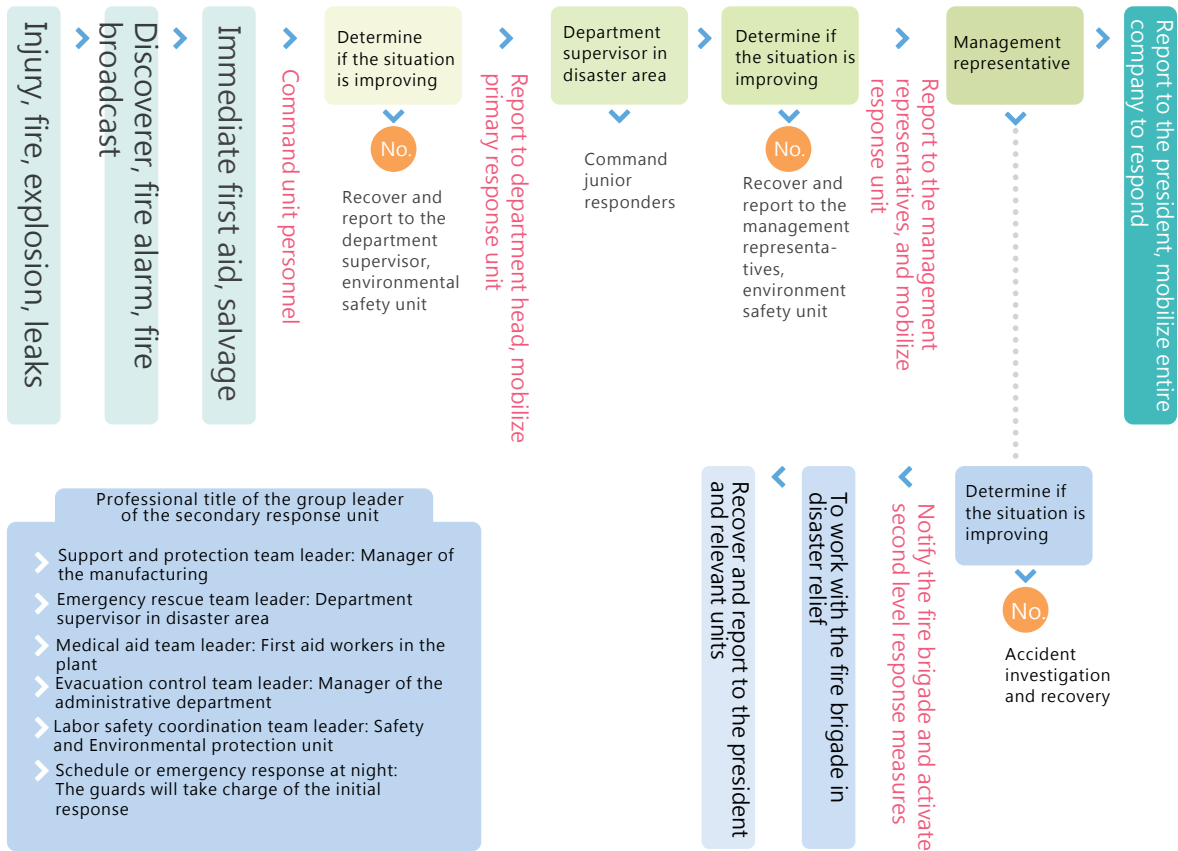 Injury, fire, explosion, leaks
Discoverer, fire alarm, fire
broadcast
Immediate first aid, salvage
Command unit personnel
Determine
if the situation
is improving
No.
Recover and
report to the
department
supervisor,
environmental
safety unit
Report to department head, mobilize
primary response unit
Department
supervisor in
disaster area
Command
junior
responders
Determine if
the situation is
improving
No.
Recover and
report to the
management
representa-
tives,
environment
safety unit
Report to the management
representatives, and mobilize
response unit
Management
representative
Report to the president, mobilize entire
company to respond
Determine if
the situation is
improving
No.
Accident
investigation
and recovery
Notify the fire brigade and activate
second level response measures
To work with the fire brigade in
disaster relief
Recover and report to the president
and relevant units
Professional title of the group leader
of the secondary response unit
Support and protection team leader: Manager of
the manufacturing
Emergency rescue team leader: Department
supervisor in disaster area
Medical aid team leader: First aid workers in the
plant
Evacuation control team leader: Manager of the
administrative department
Labor safety coordination team leader: Safety
and Environmental protection unit
Schedule or emergency response at night:
The guards will take charge of the initial
response